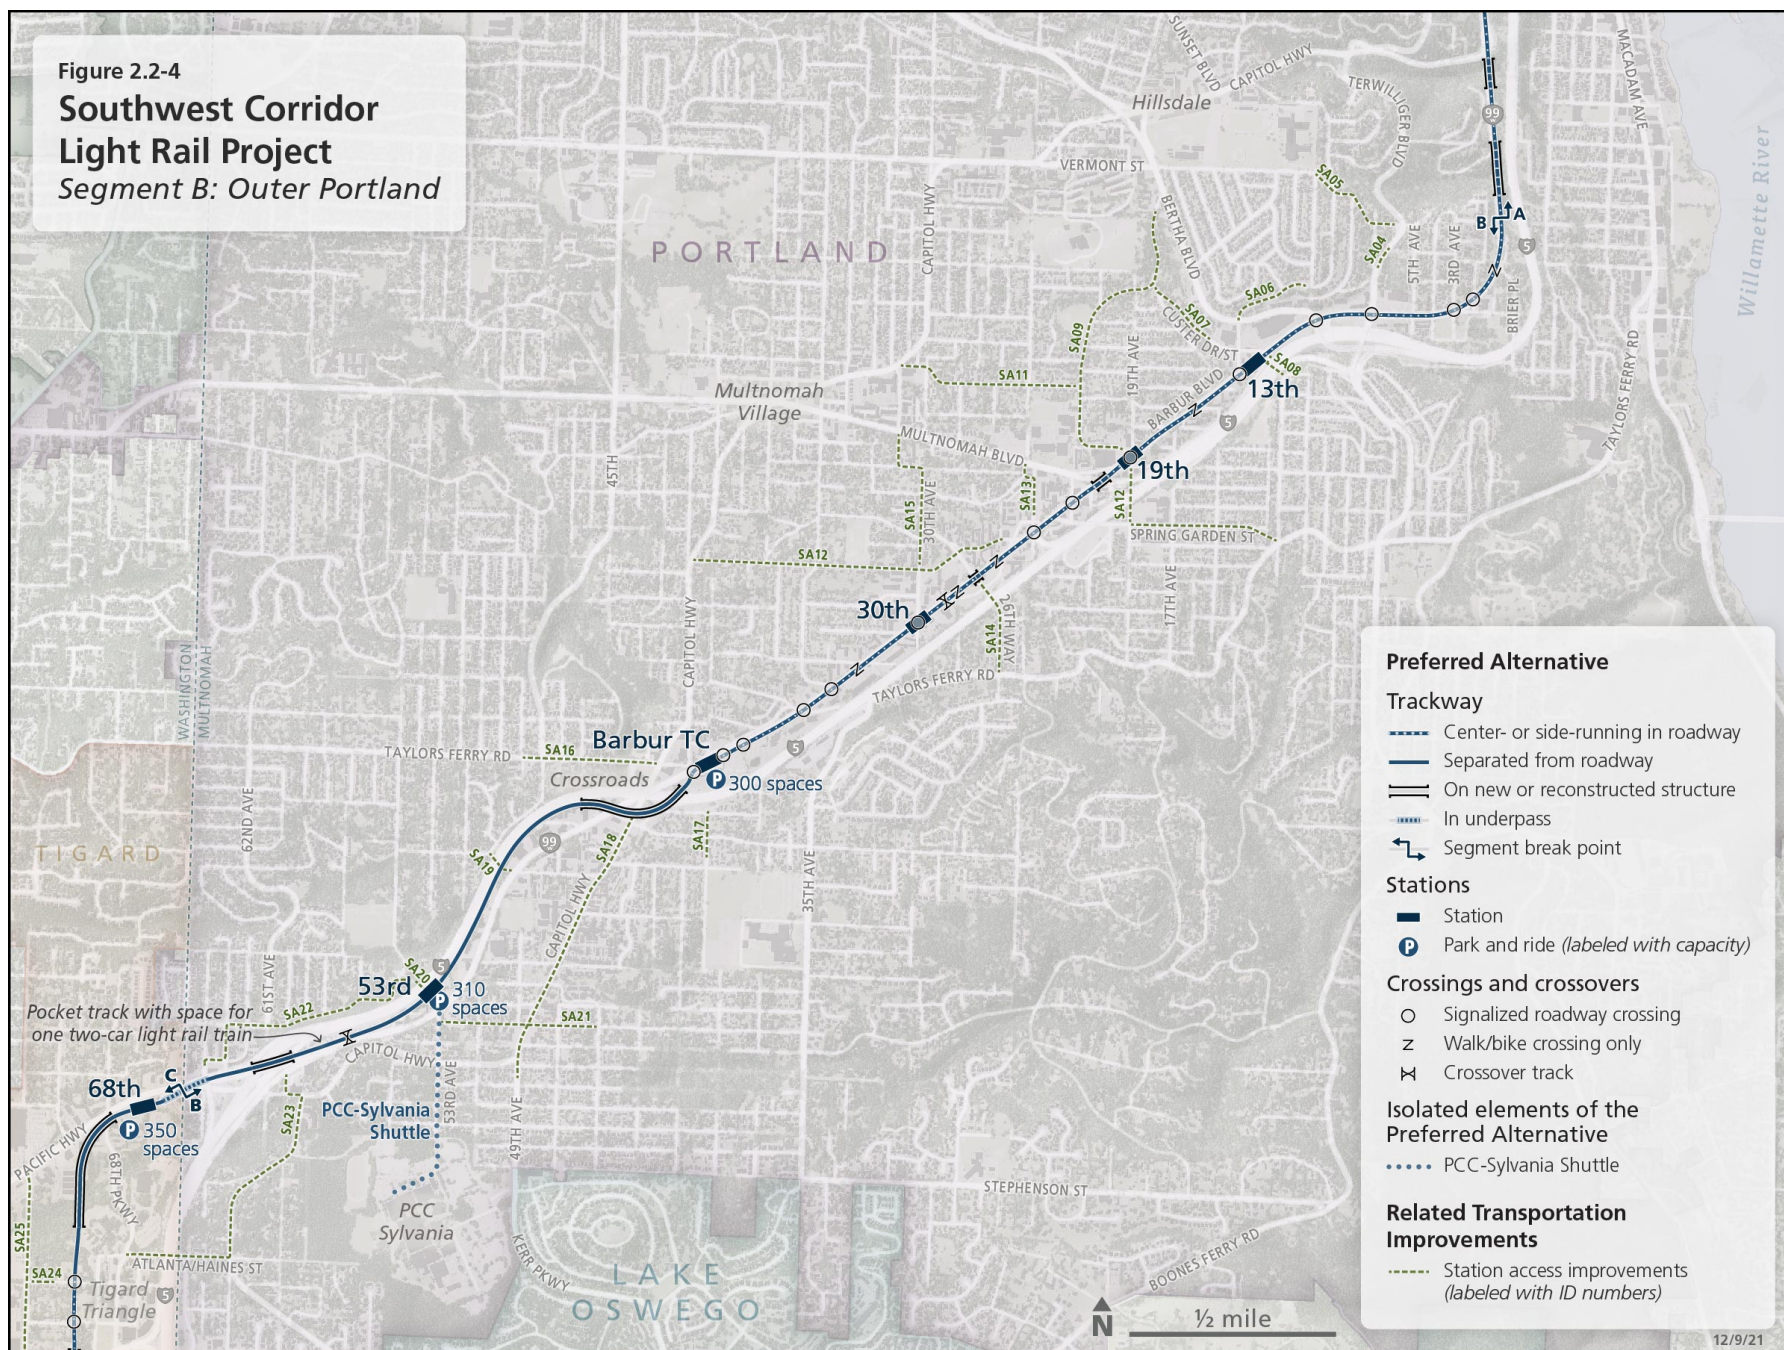 Figure 2.2-4
Southwest Corridor
Light Rail Project
Segment B: Outer Portland
SUNSET BLVD
CAPITOL HWY
MACADAM AVE
Hillsdale
TERWILLIGER BLVD
99
W
VERMONT ST
Willamette River
SA05
CAPITOL HWY
BERTHA BLVD
A
B
PORTLAND
SA04
5TH AVE
3RD AVE
5
SA06
BRIER PL
SA07
CUSTER DR/ST
SA09
19TH AVE
SA08
SA11
13th
TAYLORS FERRY RD
Multnomah
Village
BARBUR BLVD
5
MULTNOMAH BLVD
45TH
19th
SA13
SA12
SA15
30TH AVE
SPRING GARDEN ST
SA12
30th
26TH WAY
17TH AVE
SA14
CAPITOL HWY
WASHINGTON
MULTNOMAH
TAYLORS FERRY RD
Barbur TC
TAYLORS FERRY RD
SA16
5
Crossroads
P 300 spaces
62ND AVE
99
W
SA18
SA17
TIGARD
SA19
35TH AVE
CAPITOL HWY
SA20
5
61ST AVE
53rd
P
310
spaces
Pocket track with space for
one two-car light rail train
SA22
SA21
CAPITOL HWY
C
B
68th
53RD AVE
SA23
PCC-Sylvania
Shuttle
49TH AVE
P 350
spaces
PACIFIC HWY
68TH PKWY
STEPHENSON ST
PCC
Sylvania
SA25
KERR PKWY
BOONES FERRY RD
ATLANTA/HAINES ST
SA24
Tigard
Triangle
5
LAKE
OSWEGO
N
½ mile
Preferred Alternative
Trackway
Center- or side-running in roadway
Separated from roadway
On new or reconstructed structure
In underpass
Segment break point
Stations
Station
P Park and ride (labeled with capacity)
Crossings and crossovers
Signalized roadway crossing
Walk/bike crossing only
Crossover track
Isolated elements of the
Preferred Alternative
PCC-Sylvania Shuttle
Related Transportation
Improvements
Station access improvements
(labeled with ID numbers)
12/9/21